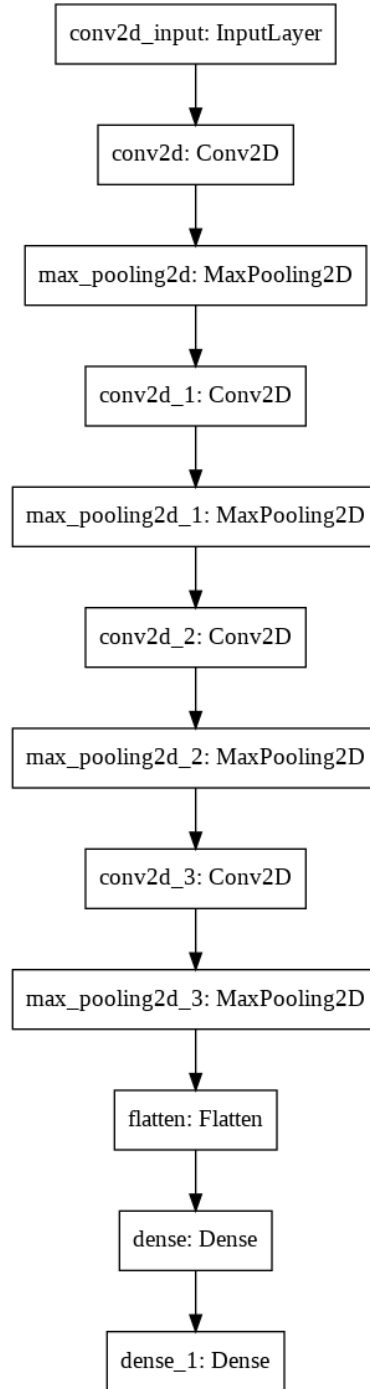 conv2d_input: InputLayer
conv2d: Conv2D
max_pooling2d: MaxPooling2D
conv2d_1: Conv2D
max_pooling2d_1: MaxPooling2D
conv2d_2: Conv2D
max_pooling2d_2: MaxPooling2D
conv2d_3: Conv2D
max_pooling2d_3: MaxPooling2D
flatten: Flatten
dense: Dense
dense_1: Dense